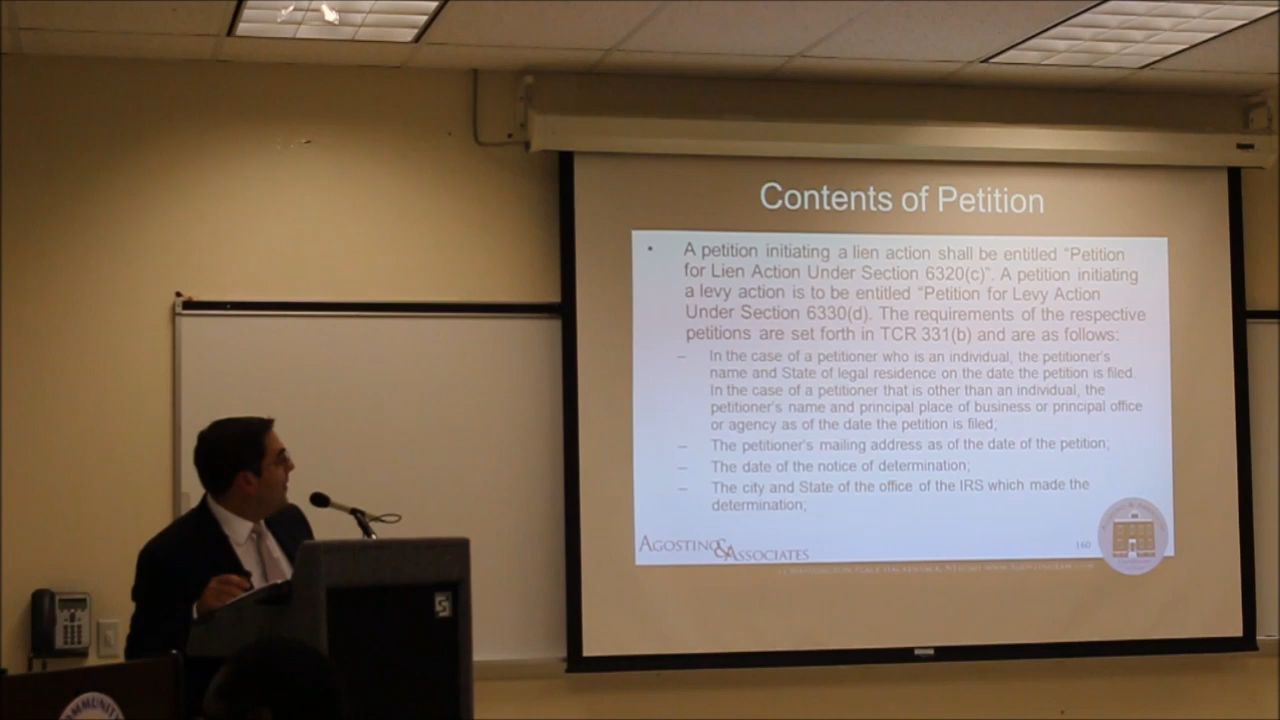 Contents of Petition
• A petition initiating a lien action shall be entitled “Petition
for Lien Action Under Section 6320(c)”. A petition initiating
a levy action is to be entitled “Petition for Levy Action
Under Section 6330(d). The requirements of the respective
petitions are set forth in TCR 331(b) and are as follows:
– In the case of a petitioner who is an individual, the petitioner's
name and State of legal residence on the date the petition is filed.
In the case of a petitioner that is other than an individual, the
petitioner's name and principal place of business or principal office
or agency as of the date the petition is filed;
– The petitioner's mailing address as of the date of the petition;
– The date of the notice of determination;
– The city and State of the office of the IRS which made the
determination;
AGOSTINO & ASSOCIATES
160
S